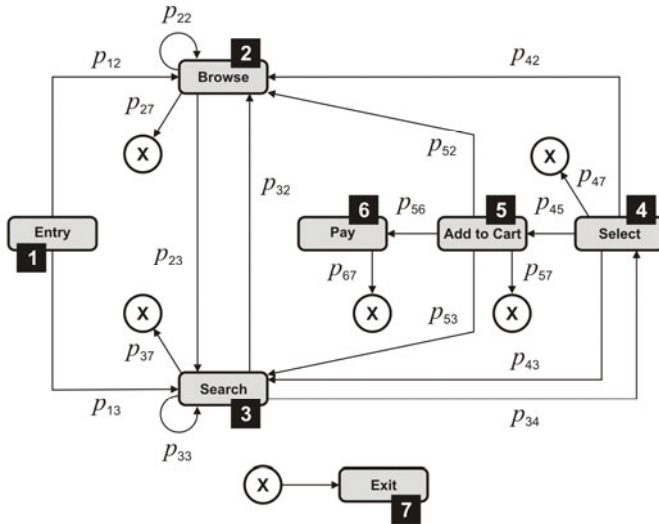 p22
2
p12
Browse
p42
p27
X
p52
X
p47
p32
Entry
1
6
Pay
p56
5
Add to Cart
p45
4
Select
p23
p67
p57
X
X
X
p37
p53
p43
Search
3
p13
p34
p33
X
Exit
7